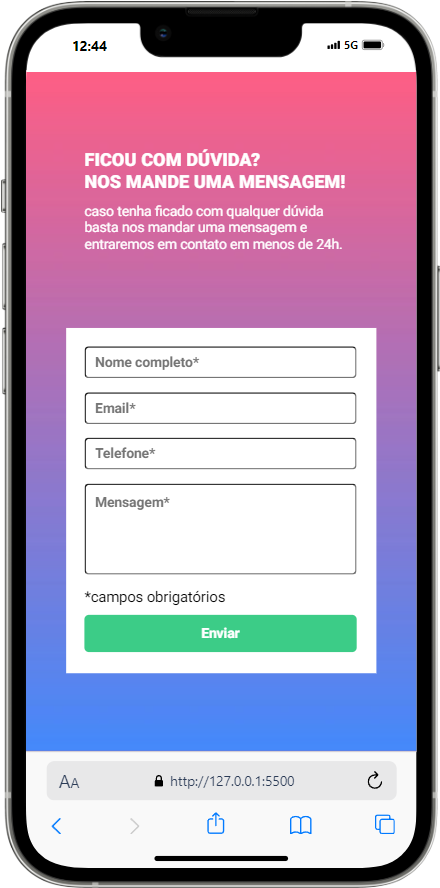 12:44
5G
FICOU COM DÚVIDA?
NOS MANDE UMA MENSAGEM!
caso tenha ficado com qualquer dúvida
basta nos mandar uma mensagem e
entraremos em contato em menos de 24h.
Nome completo*
Email*
Telefone*
Mensagem*
*campos obrigatórios
Enviar
AA http://127.0.0.1:5500